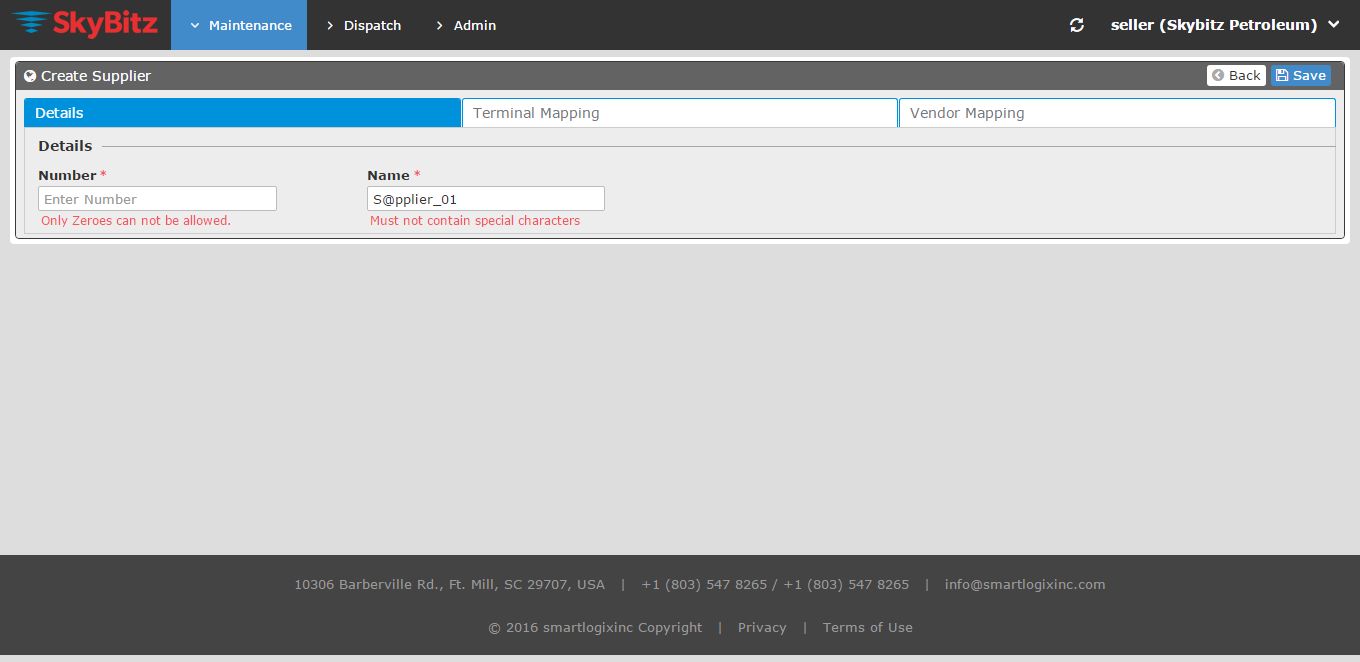 SkyBitz Maintenance Dispatch Admin seller (Skybitz Petroleum)
Create Supplier Back Save
Details Terminal Mapping Vendor Mapping
Details
Number * Name *
Enter Number S@pplier_01
Only Zeroes can not be allowed. Must not contain special characters
10306 Barberville Rd., Ft. Mill, SC 29707, USA | +1 (803) 547 8265 / +1 (803) 547 8265 | info@smartlogixinc.com
© 2016 smartlogixinc Copyright | Privacy | Terms of Use